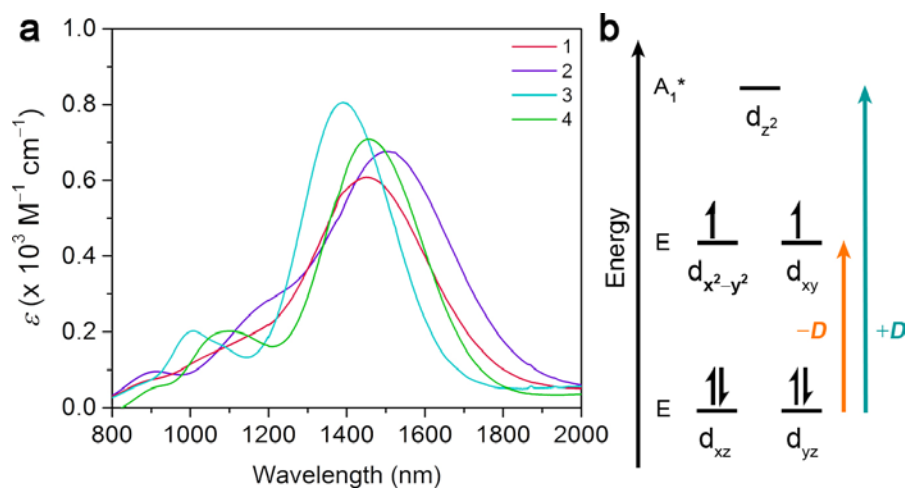 a
1.0
0.8
0.6
0.4
0.2
0.0
ε (x 10³ M⁻¹ cm⁻¹)
800 1000 1200 1400 1600 1800 2000
Wavelength (nm)
1
2
3
4
b
Energy
A₁*
d_z²
E
d_x²−y² d_xy
−D
+D
E
d_xz d_yz